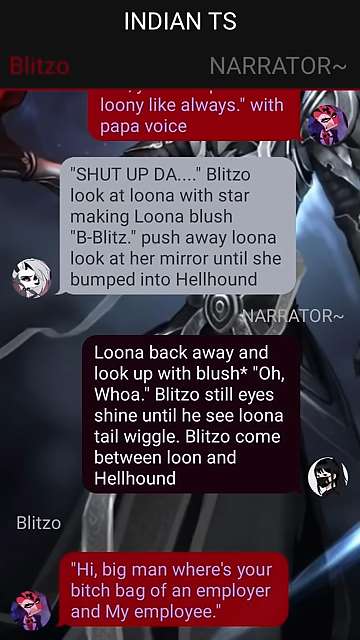 INDIAN TS
Blitzo
NARRATOR~
loony like always." with
papa voice
"SHUT UP DA...." Blitzo
look at loona with star
making Loona blush
"B-Blitz." push away loona
look at her mirror until she
bumped into Hellhound
NARRATOR~
Loona back away and
look up with blush* "Oh,
Whoa." Blitzo still eyes
shine until he see loona
tail wiggle. Blitzo come
between loon and
Hellhound
Blitzo
"Hi, big man where's your
bitch bag of an employer
and My employee."